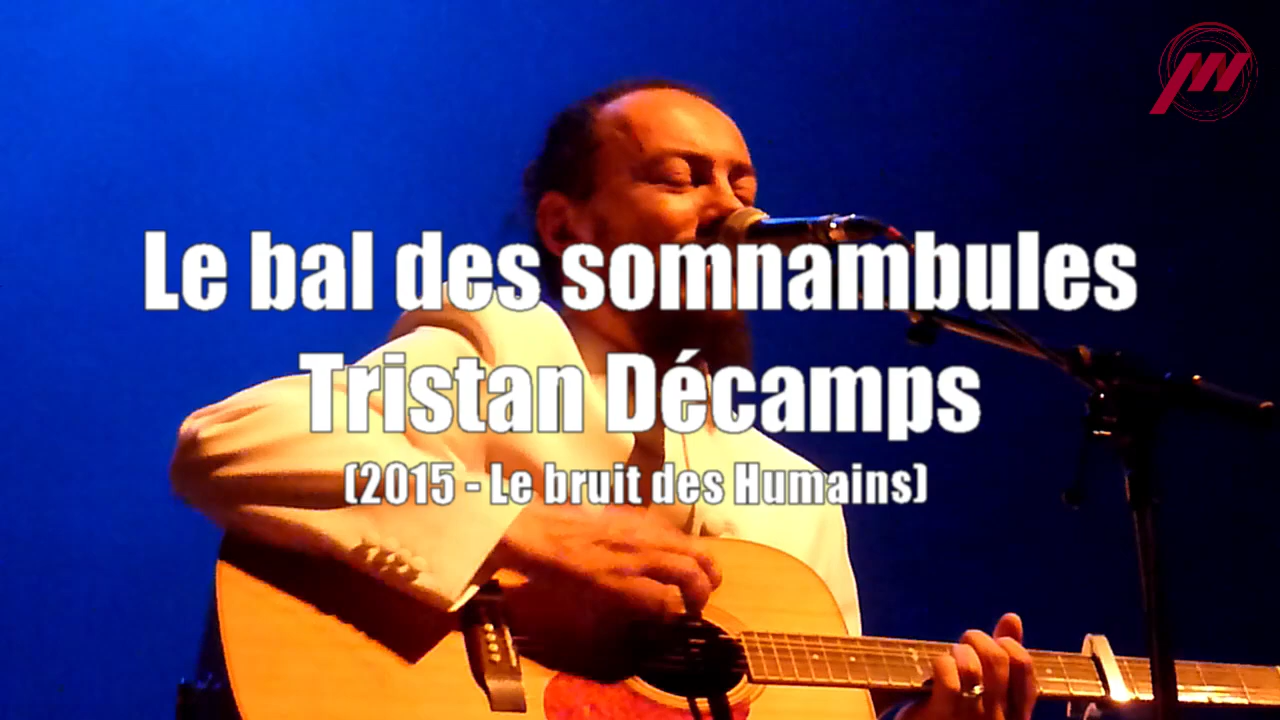 Le bal des somnambules
Tristan Décamps
(2015 - Le bruit des Humains)